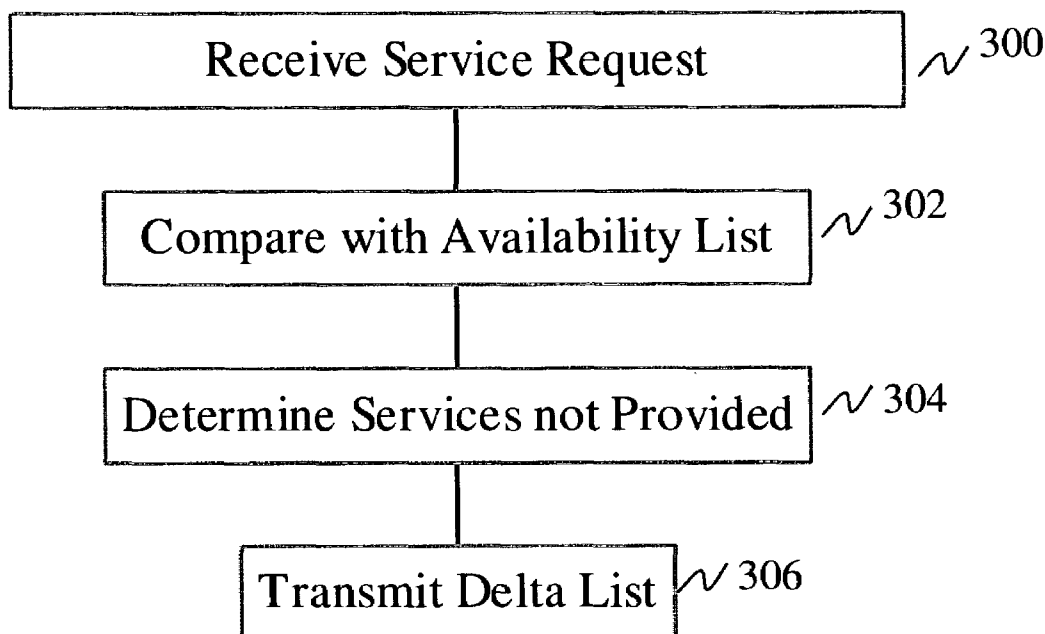 Receive Service Request 300
Compare with Availability List 302
Determine Services not Provided 304
Transmit Delta List 306